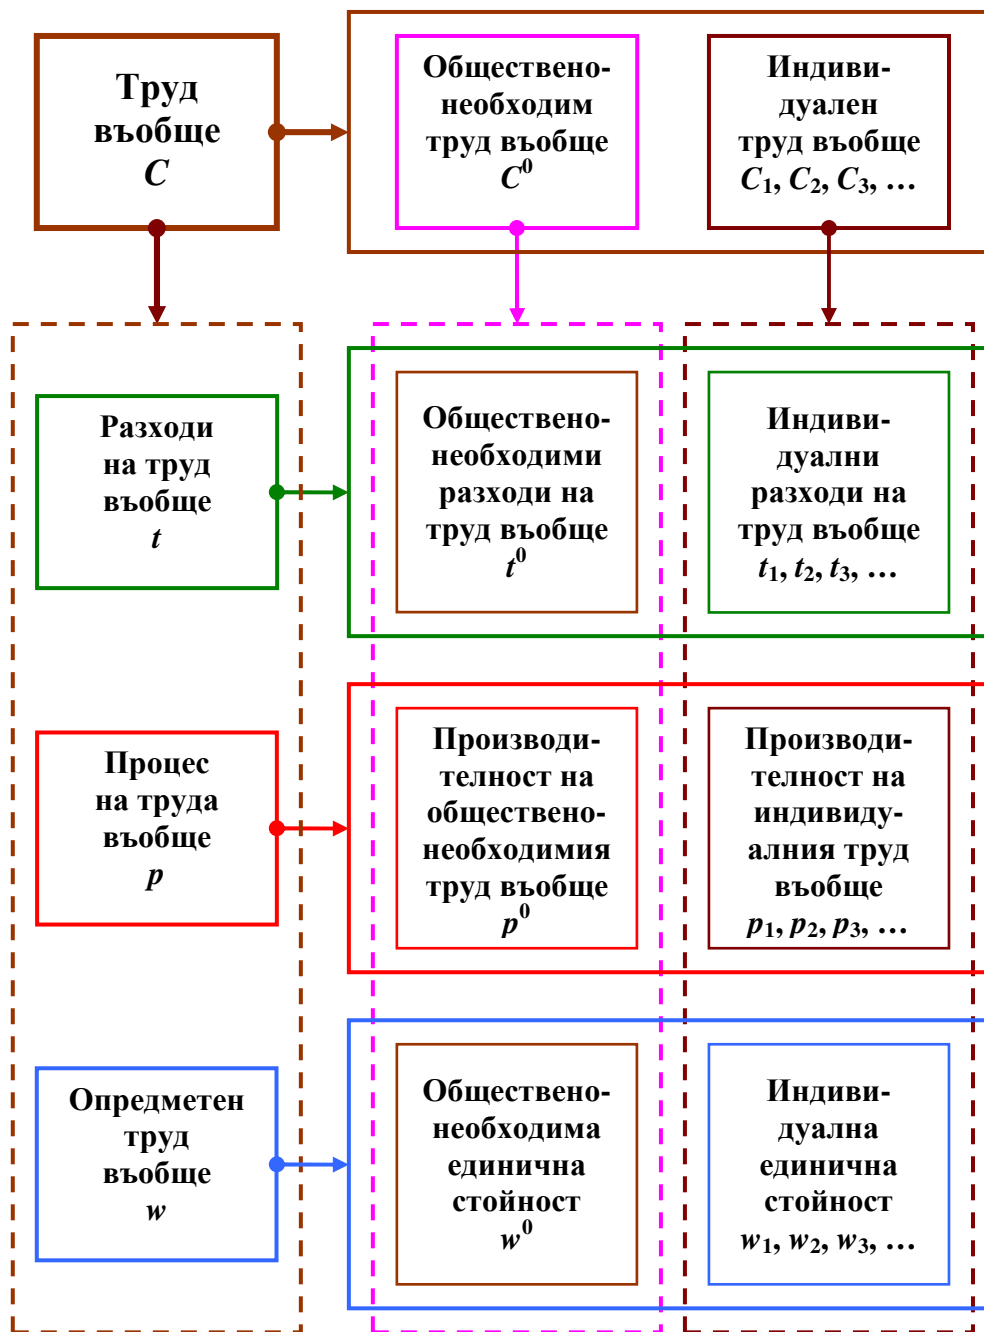 Труд
въобще
C
Обществено-
необходим
труд въобще
C⁰
Индиви-
дуален
труд въобще
C₁, C₂, C₃, …
Разходи
на труд
въобще
t
Обществено-
необходими
разходи на
труд въобще
t⁰
Индиви-
дуални
разходи на
труд въобще
t₁, t₂, t₃, …
Процес
на труда
въобще
p
Производи-
телност на
обществено-
необходимия
труд въобще
p⁰
Производи-
телност на
индивиду-
алния труд
въобще
p₁, p₂, p₃, …
Опредметен
труд
въобще
w
Обществено-
необходима
единична
стойност
w⁰
Индиви-
дуална
единична
стойност
w₁, w₂, w₃, …